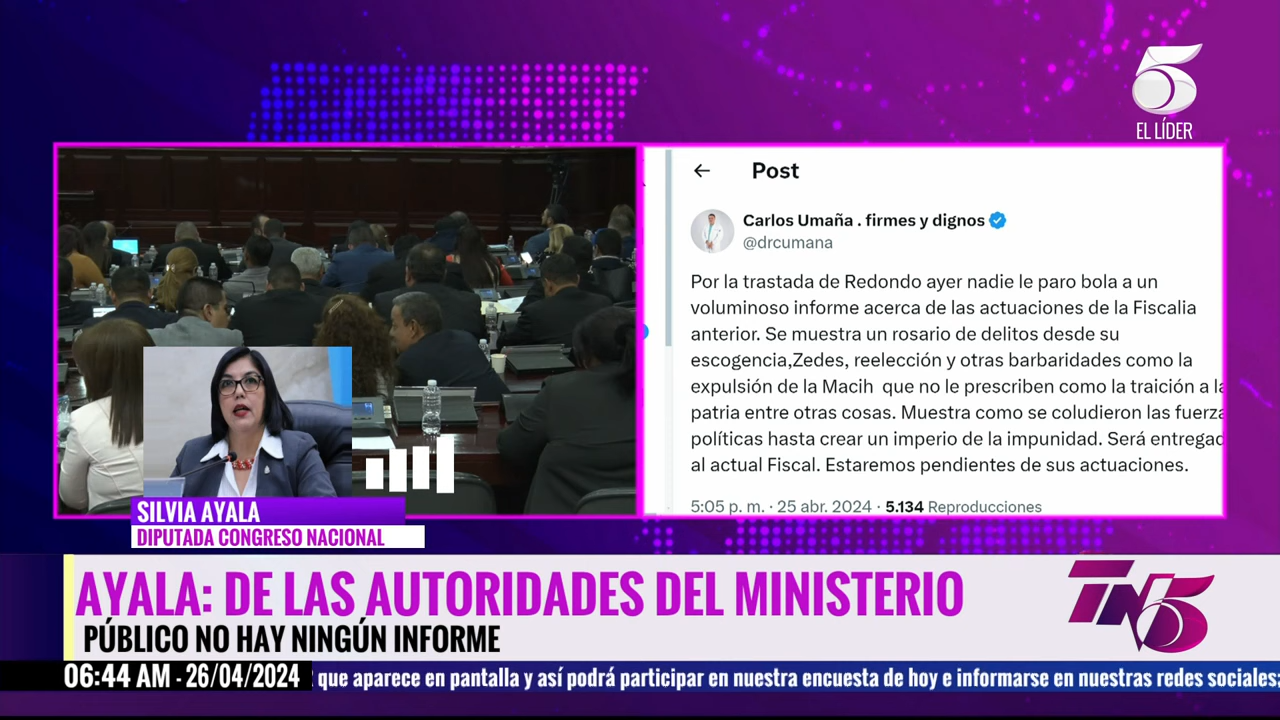 5
EL LÍDER
Post
Carlos Umaña . firmes y dignos
@drcumana
Por la trastada de Redondo ayer nadie le paro bola a un
voluminoso informe acerca de las actuaciones de la Fiscalia
anterior. Se muestra un rosario de delitos desde su
escogencia,Zedes, reelección y otras barbaridades como la
expulsión de la Macih que no le prescriben como la traición a la
patria entre otras cosas. Muestra como se coludieron las fuerza
políticas hasta crear un imperio de la impunidad. Será entregad
al actual Fiscal. Estaremos pendientes de sus actuaciones.
5:05 p. m. · 25 abr. 2024 · 5.134 Reproducciones
SILVIA AYALA
DIPUTADA CONGRESO NACIONAL
AYALA: DE LAS AUTORIDADES DEL MINISTERIO
PÚBLICO NO HAY NINGÚN INFORME
TN5
06:44 AM - 26/04/2024
que aparece en pantalla y así podrá participar en nuestra encuesta de hoy e informarse en nuestras redes sociales;